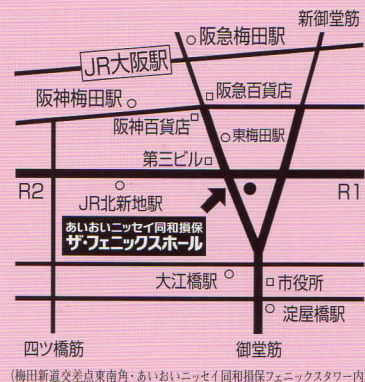 新御堂筋
阪急梅田駅
JR大阪駅
阪神梅田駅
阪急百貨店
阪神百貨店
東梅田駅
第三ビル
R2
R1
JR北新地駅
あいおいニッセイ同和損保
ザ・フェニックスホール
大江橋駅
市役所
淀屋橋駅
四ツ橋筋
御堂筋
(梅田新道交差点東南角・あいおいニッセイ同和損保フェニックスタワー内